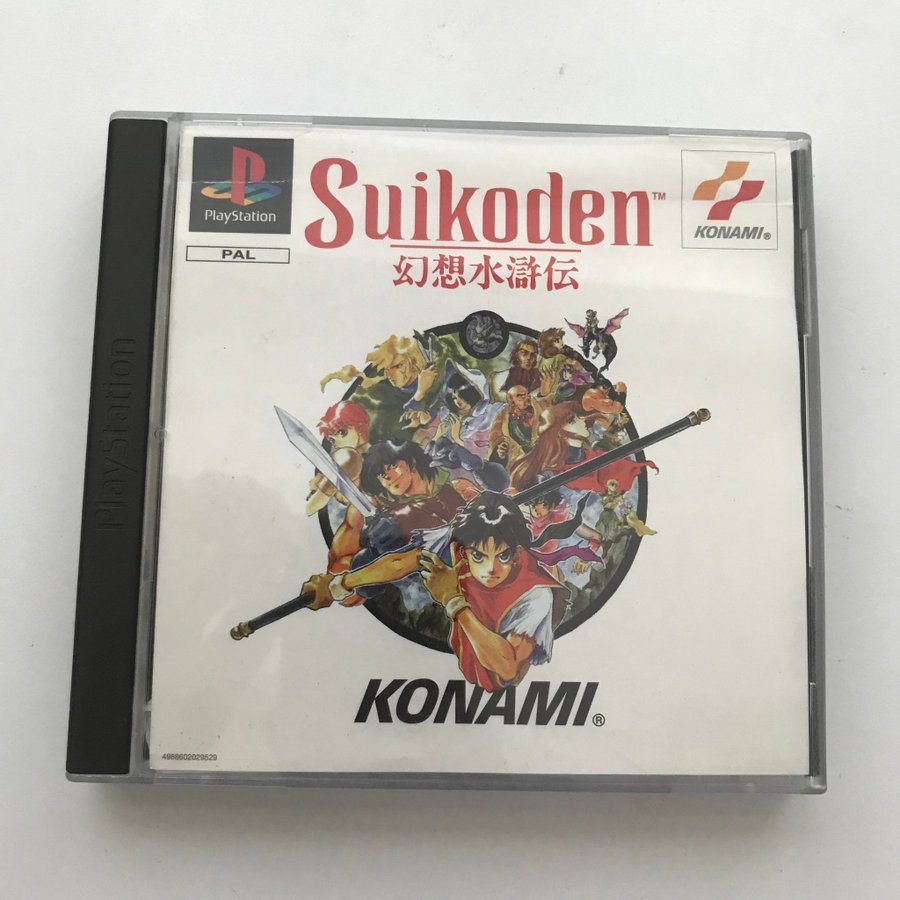 PlayStation
PAL
Suikoden™
幻想水滸伝
KONAMI®
PlayStation
KONAMI®
4988602029529